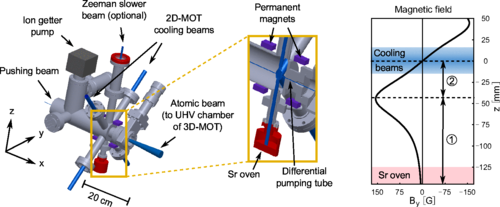 Zeeman slower
beam (optional)
2D-MOT
cooling beams
Ion getter
pump
Pushing beam
z
y
x
20 cm
Atomic beam
(to UHV chamber
of 3D-MOT)
Permanent
magnets
Sr oven
Differential
pumping tube
Magnetic field
Cooling
beams
②
①
Sr oven
50
25
0
25
50
75
100
125
z [mm]
150
75
0
-75
-150
By [G]